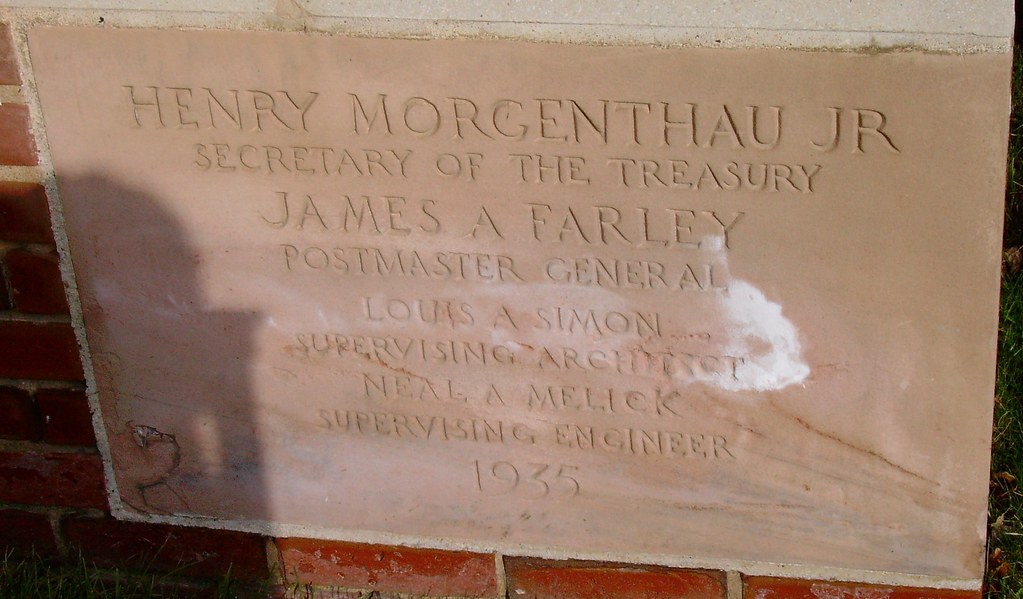 HENRY MORGENTHAU JR
SECRETARY OF THE TREASURY
JAMES A FARLEY
POSTMASTER GENERAL
LOUIS A SIMON
SUPERVISING ARCHITECT
NEAL A MELICK
SUPERVISING ENGINEER
1935